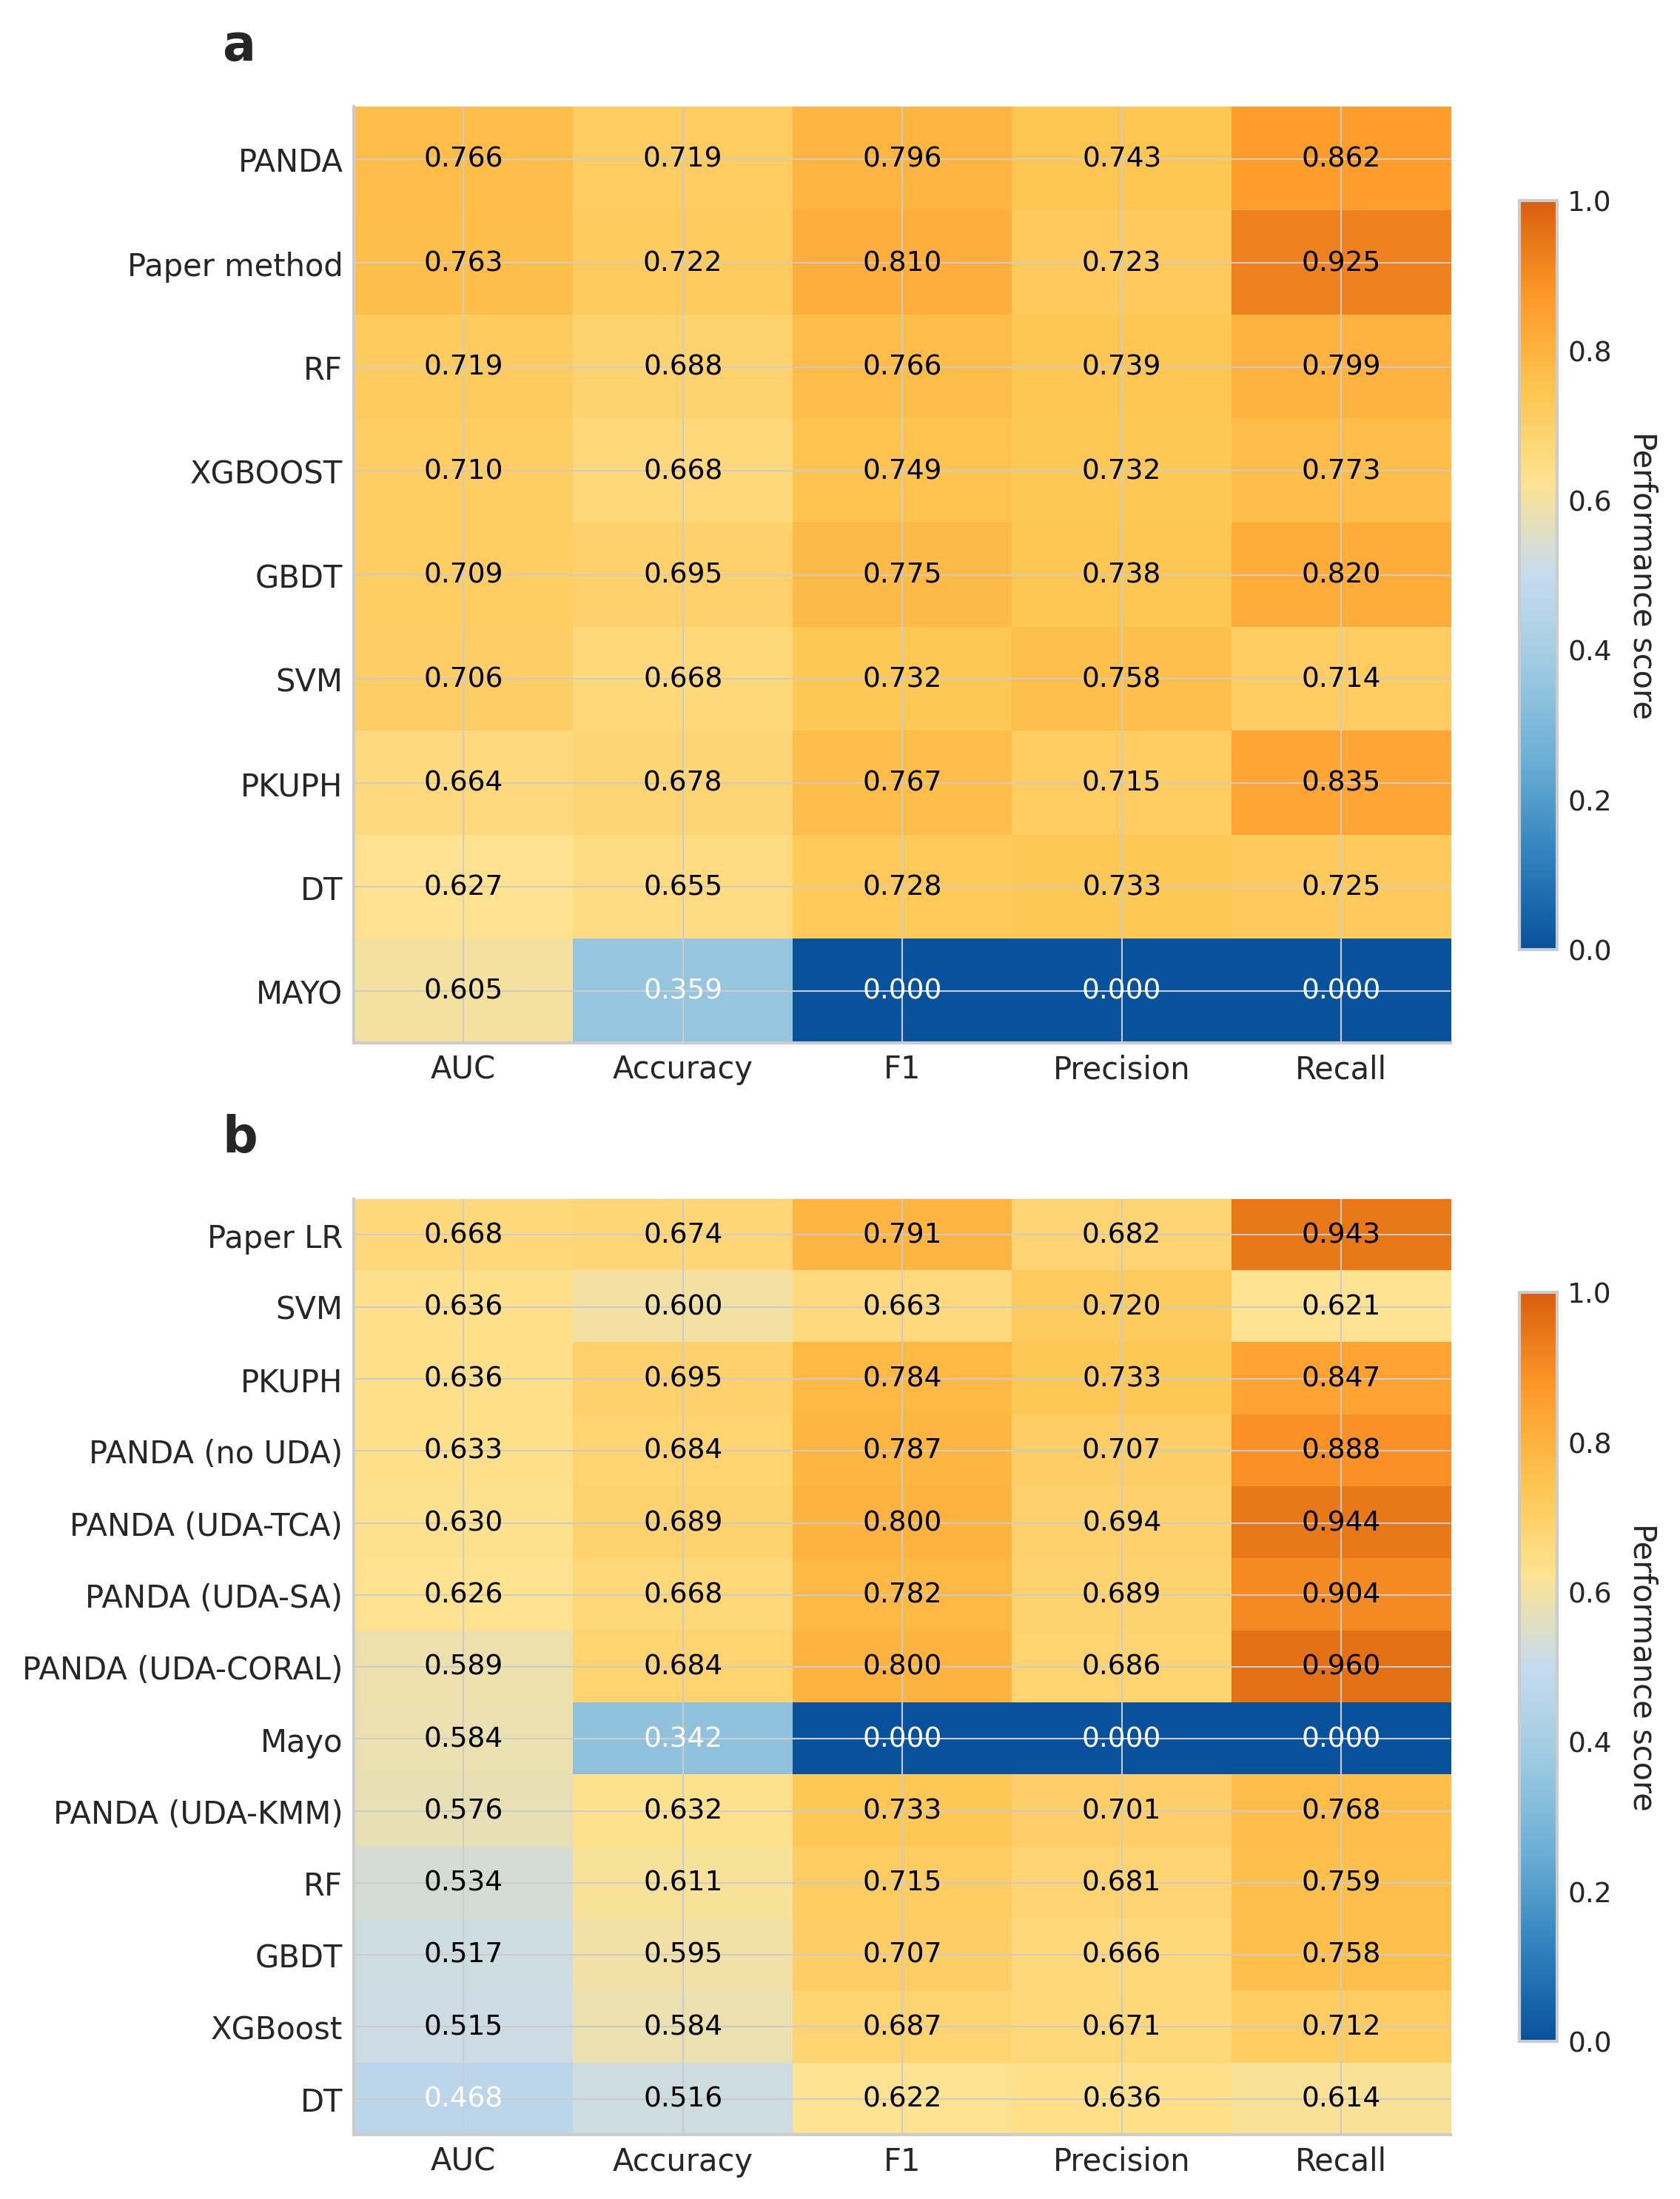 a
PANDA 0.766 0.719 0.796 0.743 0.862
Paper method 0.763 0.722 0.810 0.723 0.925
RF 0.719 0.688 0.766 0.739 0.799
XGBOOST 0.710 0.668 0.749 0.732 0.773
GBDT 0.709 0.695 0.775 0.738 0.820
SVM 0.706 0.668 0.732 0.758 0.714
PKUPH 0.664 0.678 0.767 0.715 0.835
DT 0.627 0.655 0.728 0.733 0.725
MAYO 0.605 0.359 0.000 0.000 0.000
AUC Accuracy F1 Precision Recall
1.0
0.8
0.6
0.4
0.2
0.0
Performance score
b
Paper LR 0.668 0.674 0.791 0.682 0.943
SVM 0.636 0.600 0.663 0.720 0.621
PKUPH 0.636 0.695 0.784 0.733 0.847
PANDA (no UDA) 0.633 0.684 0.787 0.707 0.888
PANDA (UDA-TCA) 0.630 0.689 0.800 0.694 0.944
PANDA (UDA-SA) 0.626 0.668 0.782 0.689 0.904
PANDA (UDA-CORAL) 0.589 0.684 0.800 0.686 0.960
Mayo 0.584 0.342 0.000 0.000 0.000
PANDA (UDA-KMM) 0.576 0.632 0.733 0.701 0.768
RF 0.534 0.611 0.715 0.681 0.759
GBDT 0.517 0.595 0.707 0.666 0.758
XGBoost 0.515 0.584 0.687 0.671 0.712
DT 0.468 0.516 0.622 0.636 0.614
AUC Accuracy F1 Precision Recall
1.0
0.8
0.6
0.4
0.2
0.0
Performance score